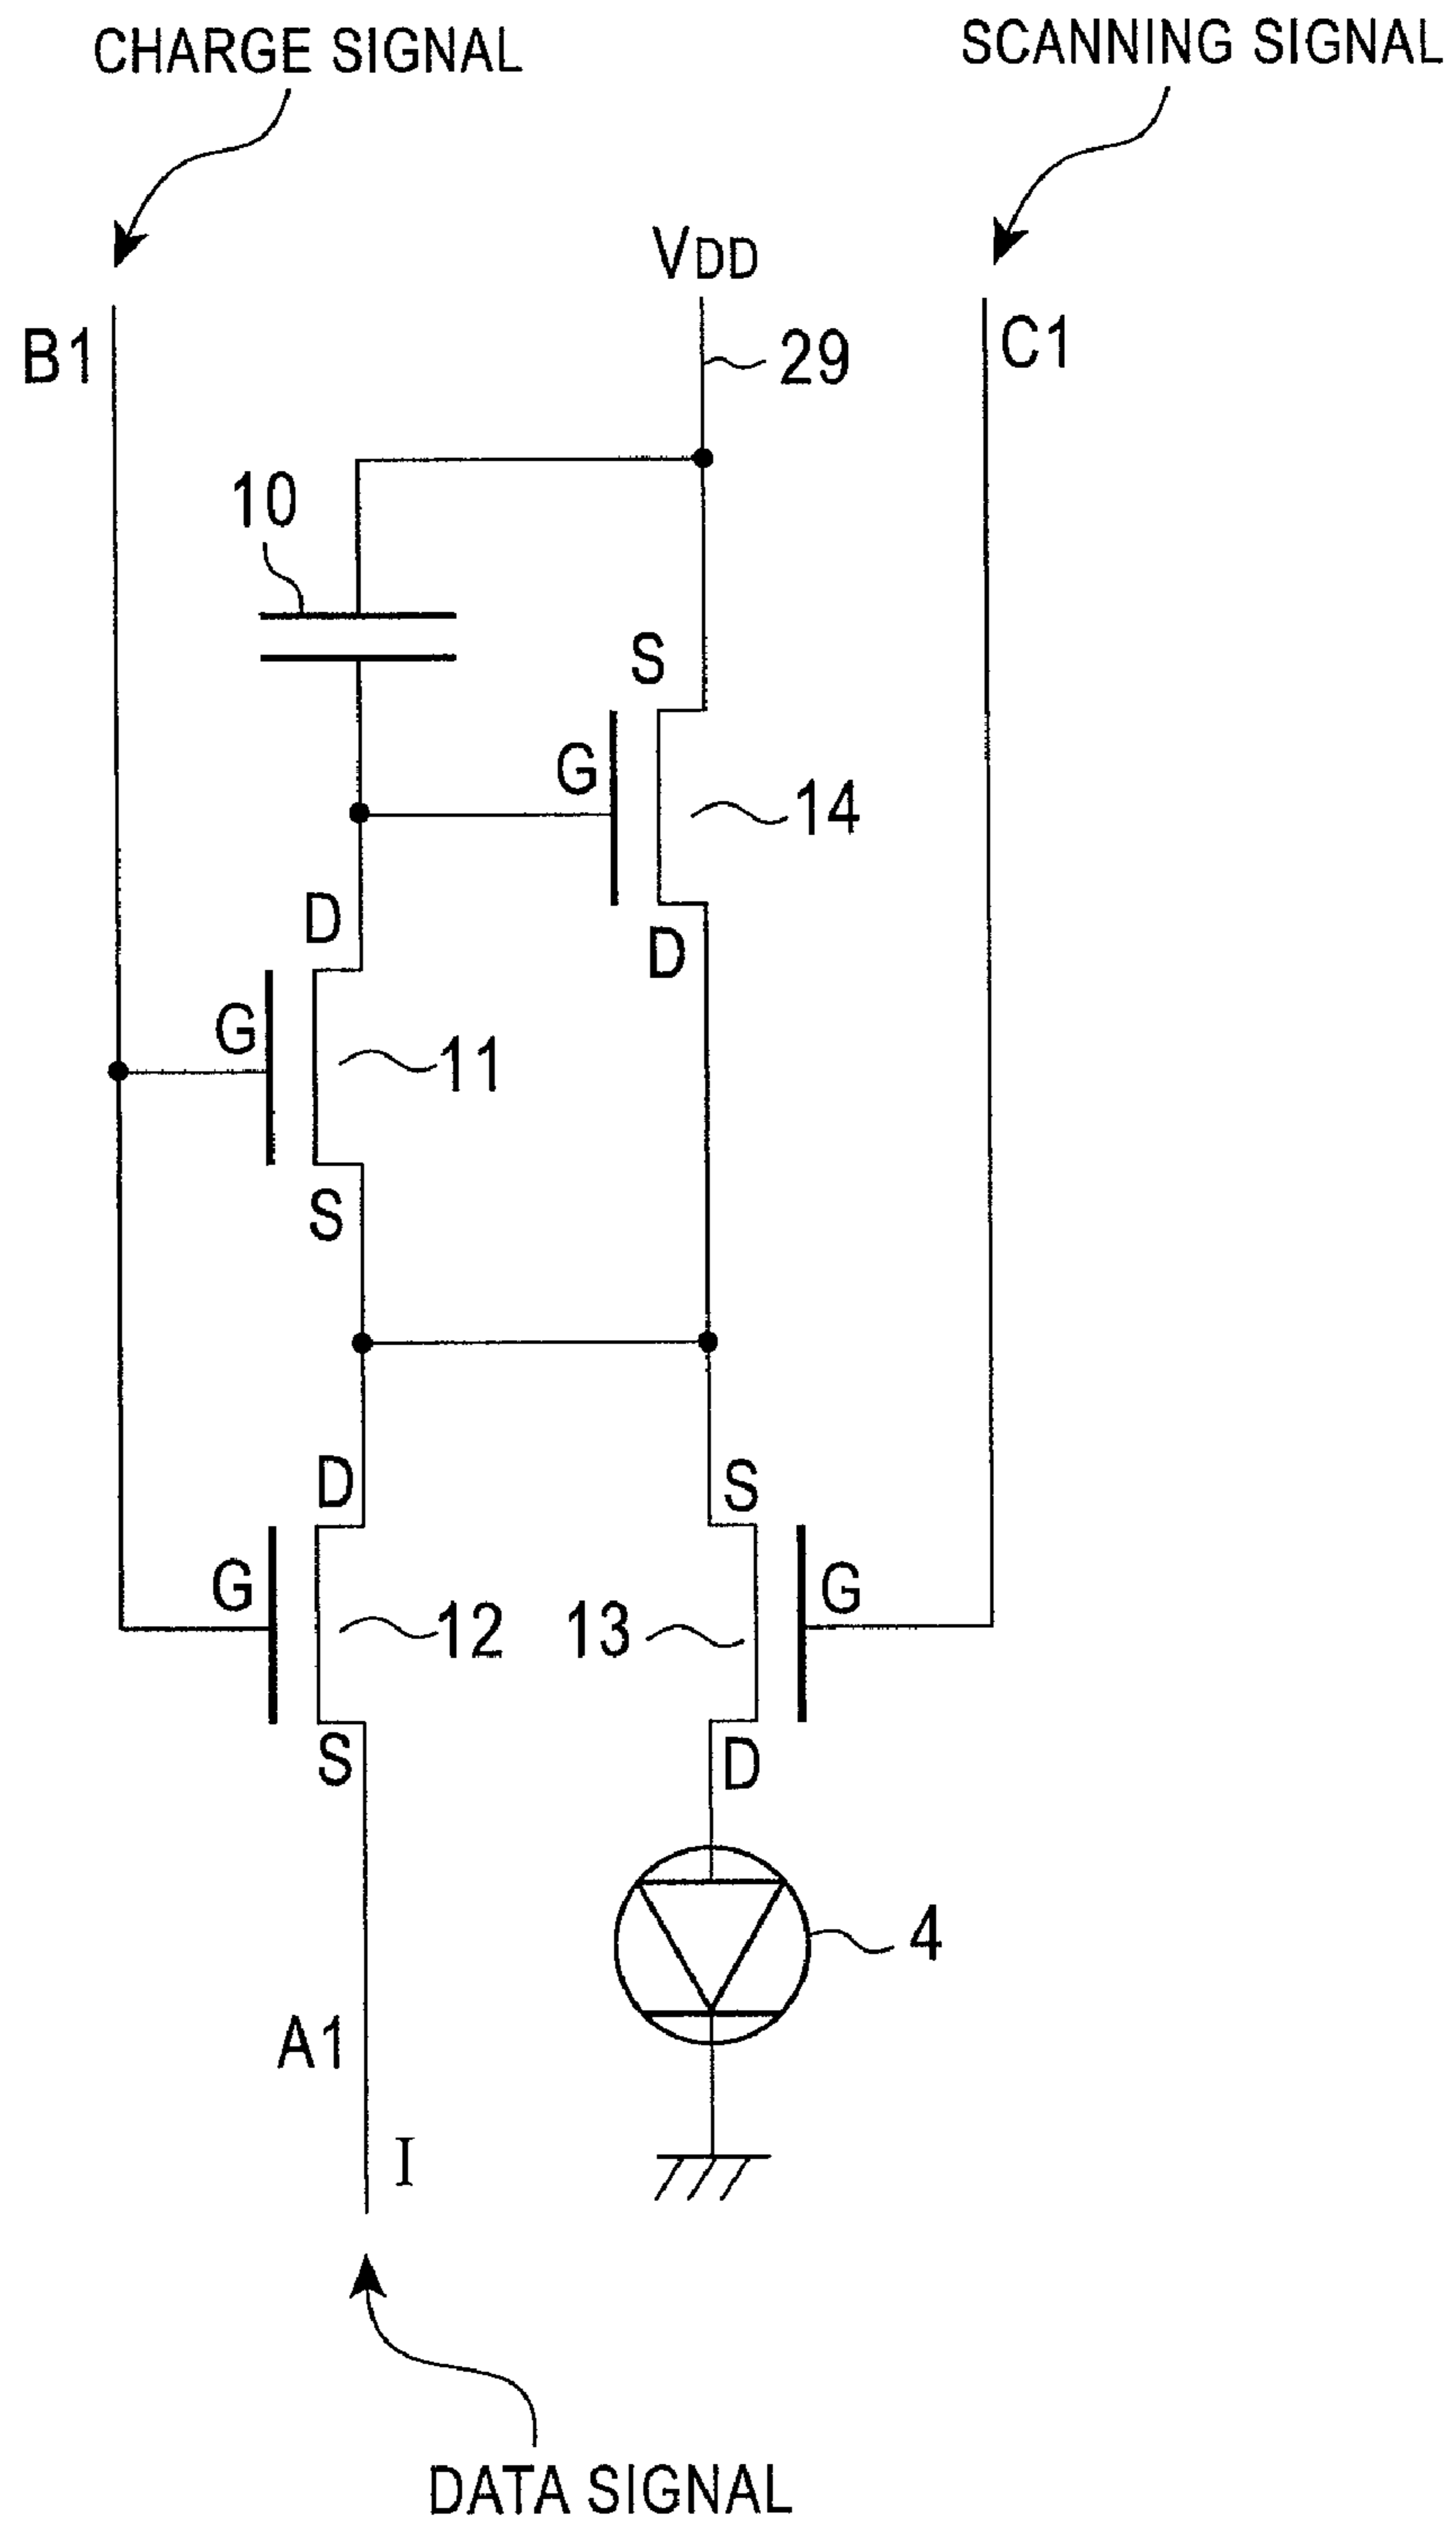 CHARGE SIGNAL
SCANNING SIGNAL
VDD
B1
29
C1
10
S
G
14
D
D
G
11
S
D
S
G
12
13
G
S
D
4
A1
I
DATA SIGNAL